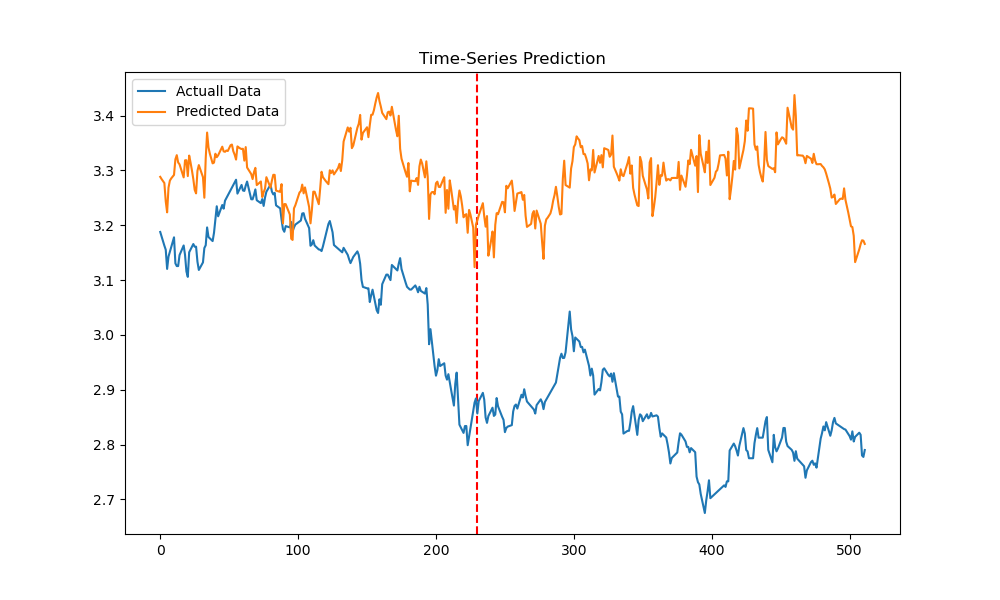 Time-Series Prediction
Actuall Data
Predicted Data
3.4
3.3
3.2
3.1
3.0
2.9
2.8
2.7
0 100 200 300 400 500